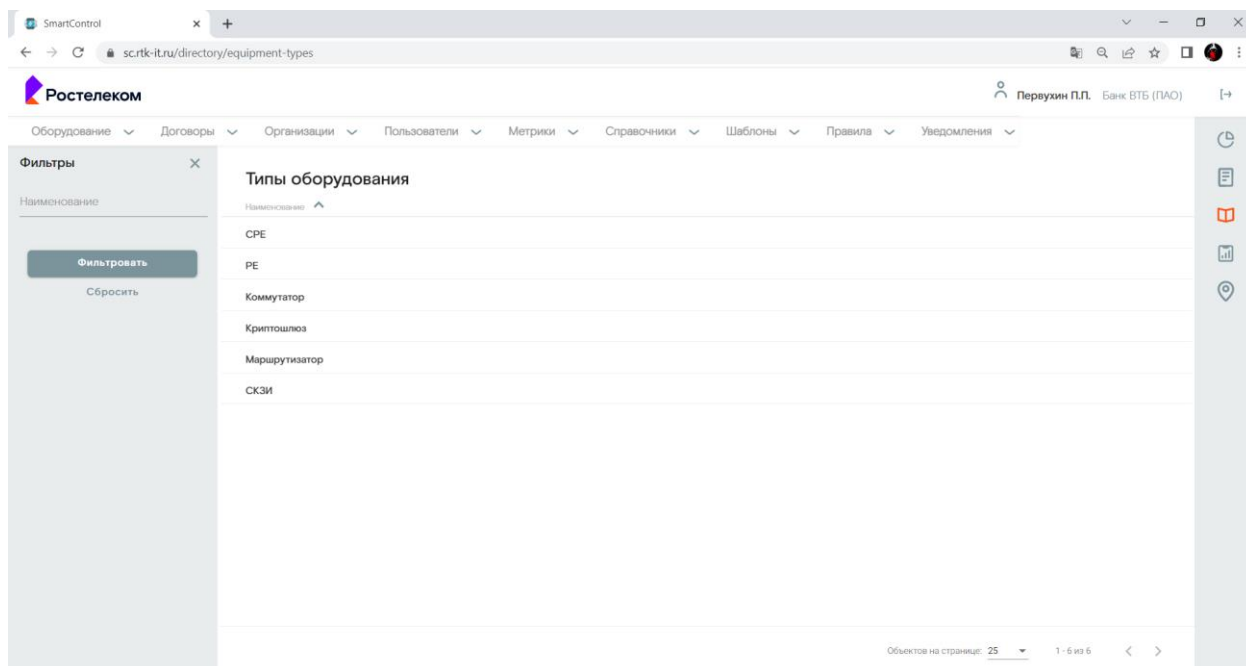 SmartControl
sc.rtk-it.ru/directory/equipment-types
Ростелеком
Первухин П.П. Банк ВТБ (ПАО)
Оборудование Договоры Организации Пользователи Метрики Справочники Шаблоны Правила Уведомления
Фильтры
Наименование
Фильтровать
Сбросить
Типы оборудования
Наименование
CPE
PE
Коммутатор
Криптошлюз
Маршрутизатор
СКЗИ
Объектов на странице: 25 1 - 6 из 6